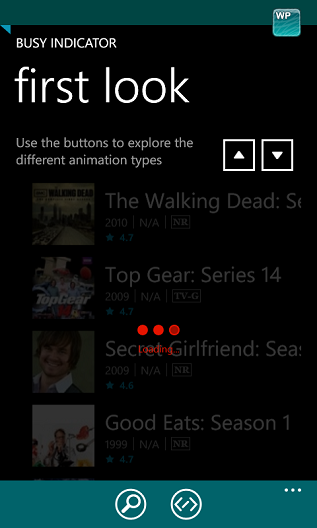 WP
BUSY INDICATOR
first look
Use the buttons to explore the
different animation types
THE WALKING DEAD
The Walking Dead: Se
2010 | N/A | NR
4.7
TopGear
Top Gear: Series 14
2009 | N/A | TV-G
4.7
Loading...
Secret Girlfriend: Seas
2009 | N/A | NR
4.6
Good Eats: Season 1
1999 | N/A | NR
4.7